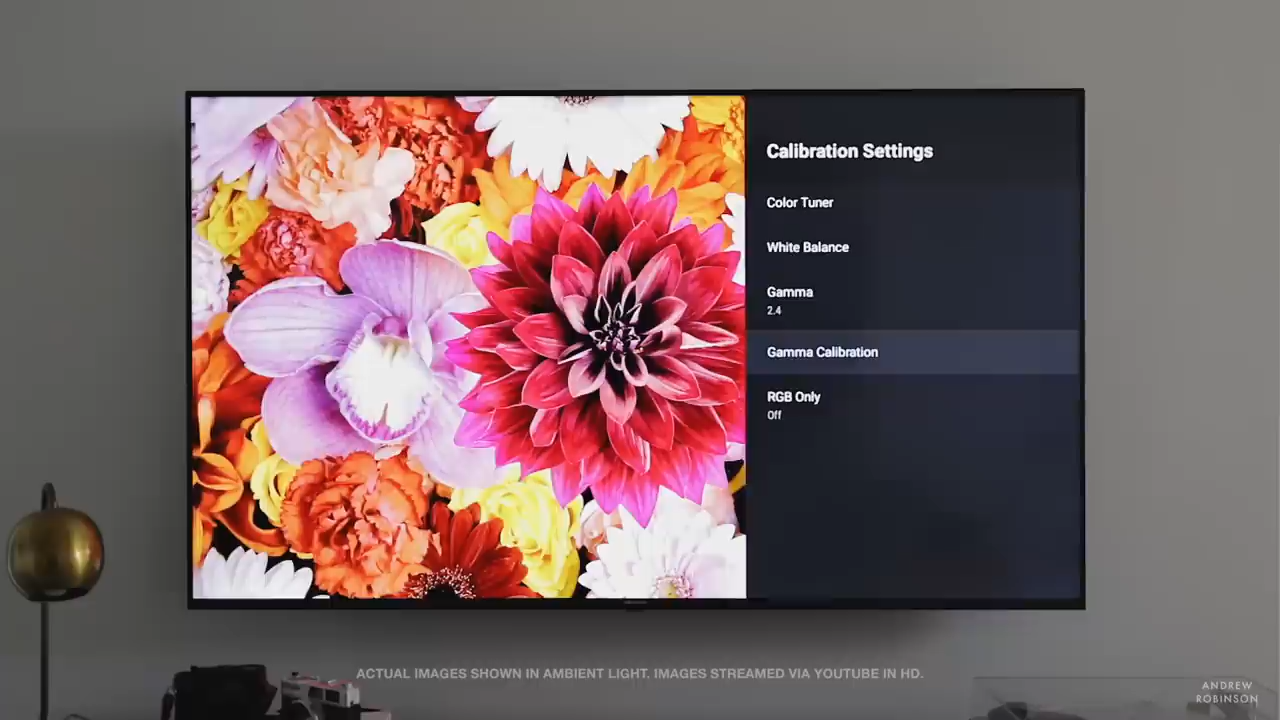 Calibration Settings
Color Tuner
White Balance
Gamma
2.4
Gamma Calibration
RGB Only
Off
ACTUAL IMAGES SHOWN IN AMBIENT LIGHT. IMAGES STREAMED VIA YOUTUBE IN HD.
ANDREW
ROBINSON